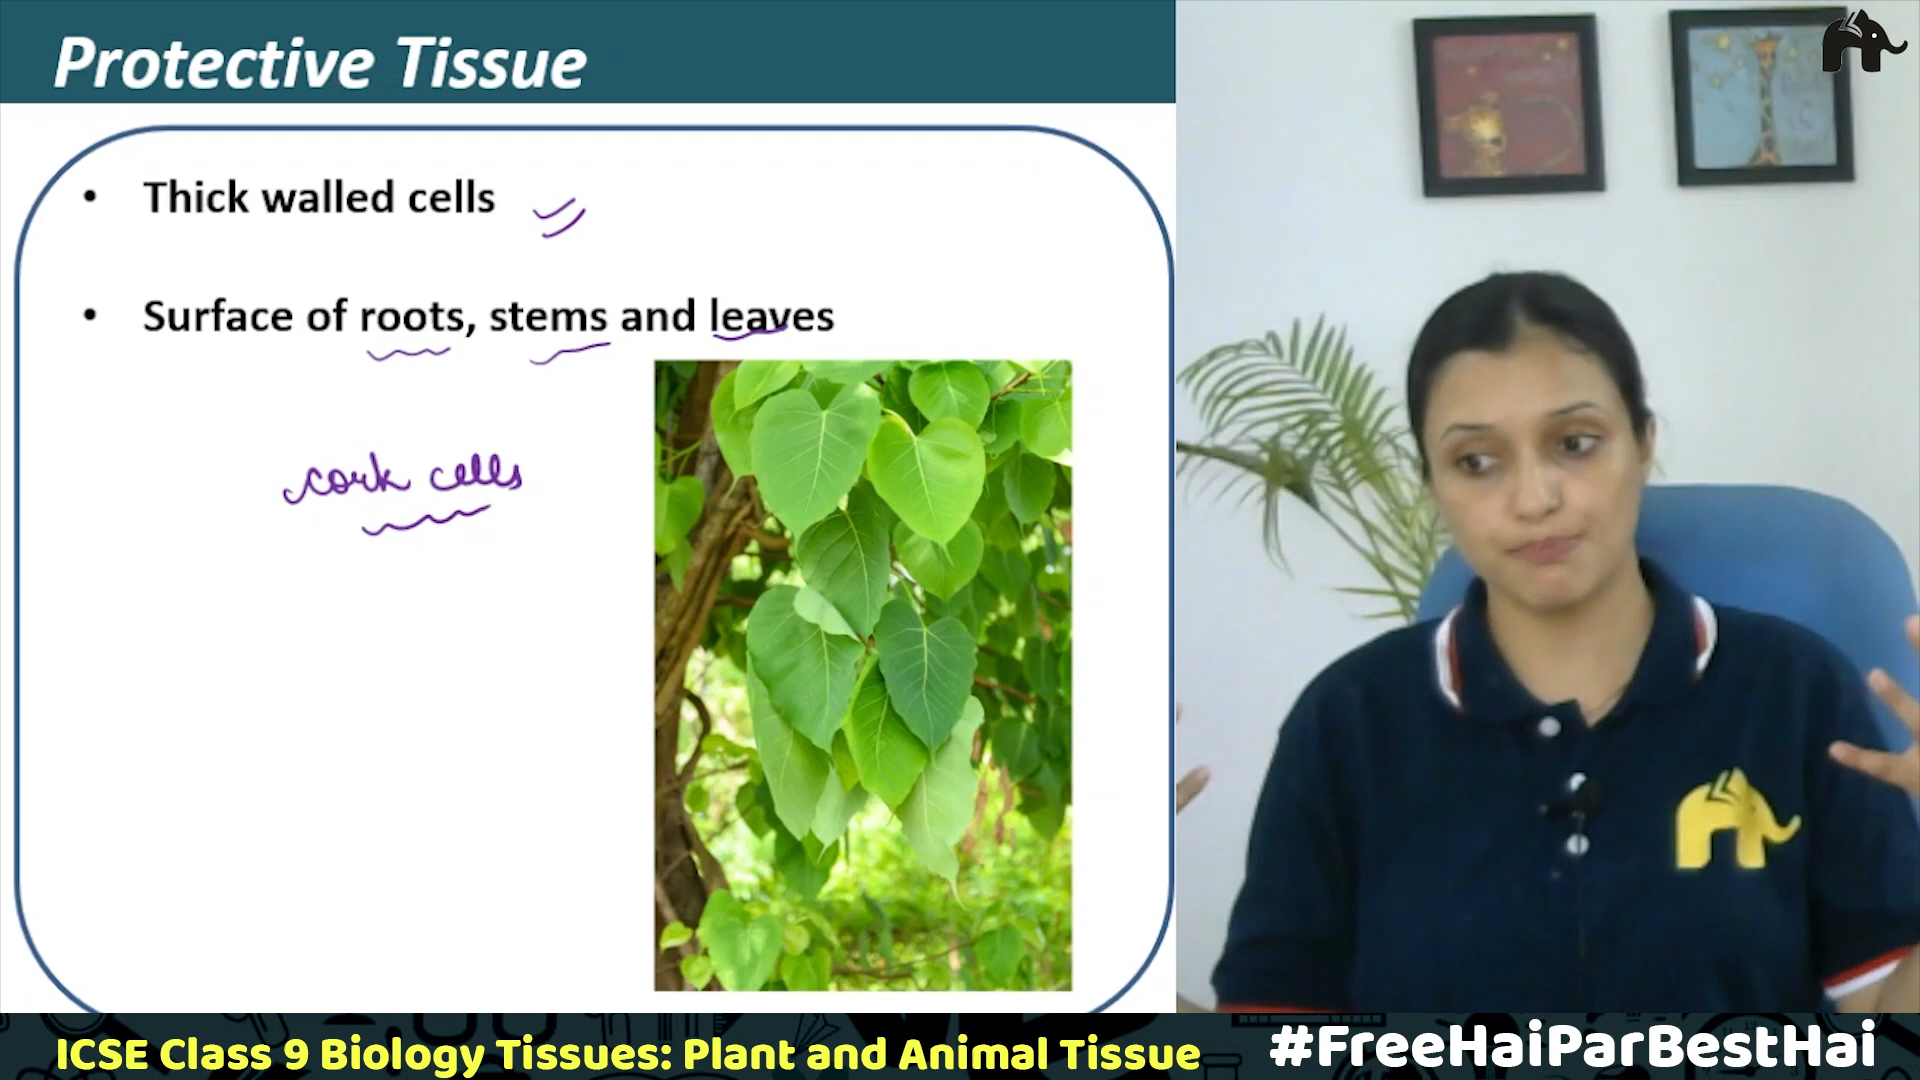 Protective Tissue
• Thick walled cells
• Surface of roots, stems and leaves
cork cells
ICSE Class 9 Biology Tissues: Plant and Animal Tissue
#FreeHaiParBestHai